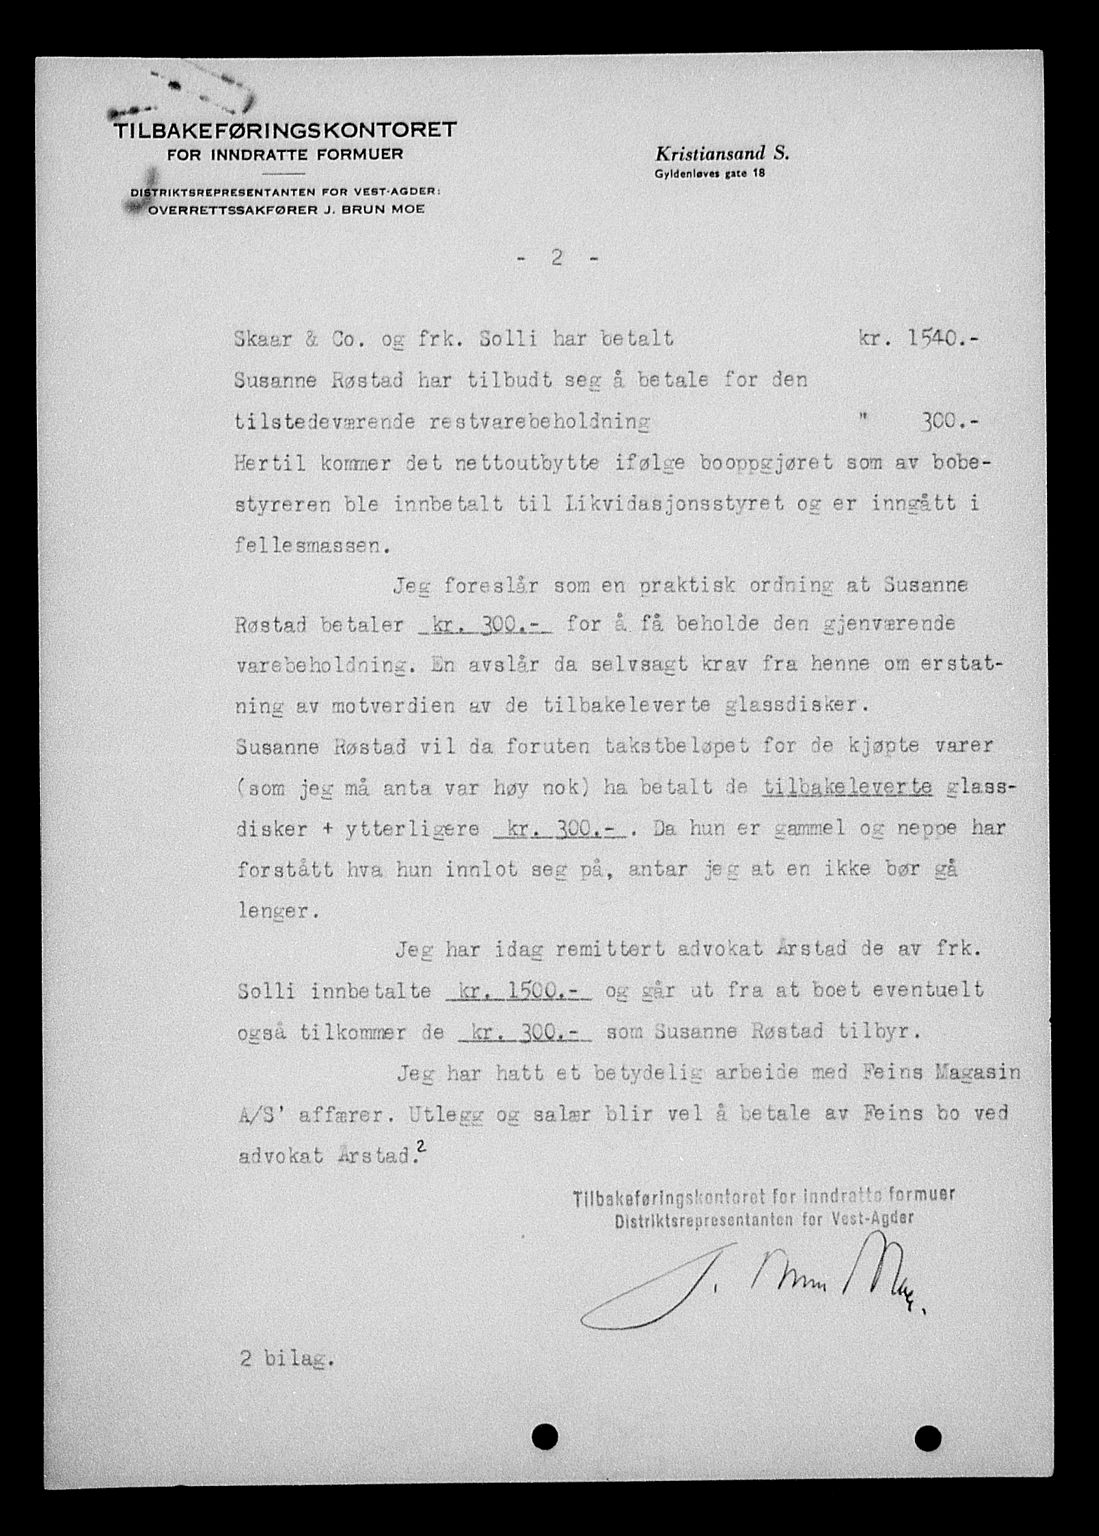 TILBAKEFØRINGSKONTORET
FOR INNDRATTE FORMUER
DISTRIKTSREPRESENTANTEN FOR VEST-AGDER:
OVERRETTSSAKFØRER J. BRUN MOE
Kristiansand S.
Gyldenløves gate 18
- 2 -
Skaar & Co. og frk. Solli har betalt kr. 1540.-
Susanne Røstad har tilbudt seg å betale for den
tilstedeværende restvarebeholdning " 300.-
Hertil kommer det nettoutbytte ifølge booppgjøret som av bobe-
styreren ble innbetalt til Likvidasjonsstyret og er inngått i
fellesmassen.
Jeg foreslår som en praktisk ordning at Susanne
Røstad betaler kr. 300.- for å få beholde den gjenværende
varebeholdning. En avslår da selvsagt krav fra henne om erstat-
ning av motverdien av de tilbakeleverte glassdisker.
Susanne Røstad vil da foruten takstbeløpet for de kjøpte varer
(som jeg må anta var høy nok) ha betalt de tilbakeleverte glass-
disker + ytterligere kr. 300.- . Da hun er gammel og neppe har
forstått hva hun innlot seg på, antar jeg at en ikke bør gå
lenger.
Jeg har idag remittert advokat Årstad de av frk.
Solli innbetalte kr. 1500.- og går ut fra at boet eventuelt
også tilkommer de kr. 300.- som Susanne Røstad tilbyr.
Jeg har hatt et betydelig arbeide med Feins Magasin
A/S' affærer. Utlegg og salær blir vel å betale av Feins bo ved
advokat Årstad.2
Tilbakeføringskontoret for inndratte formuer
Distriktsrepresentanten for Vest-Agder
J. Brun Moe.
2 bilag.